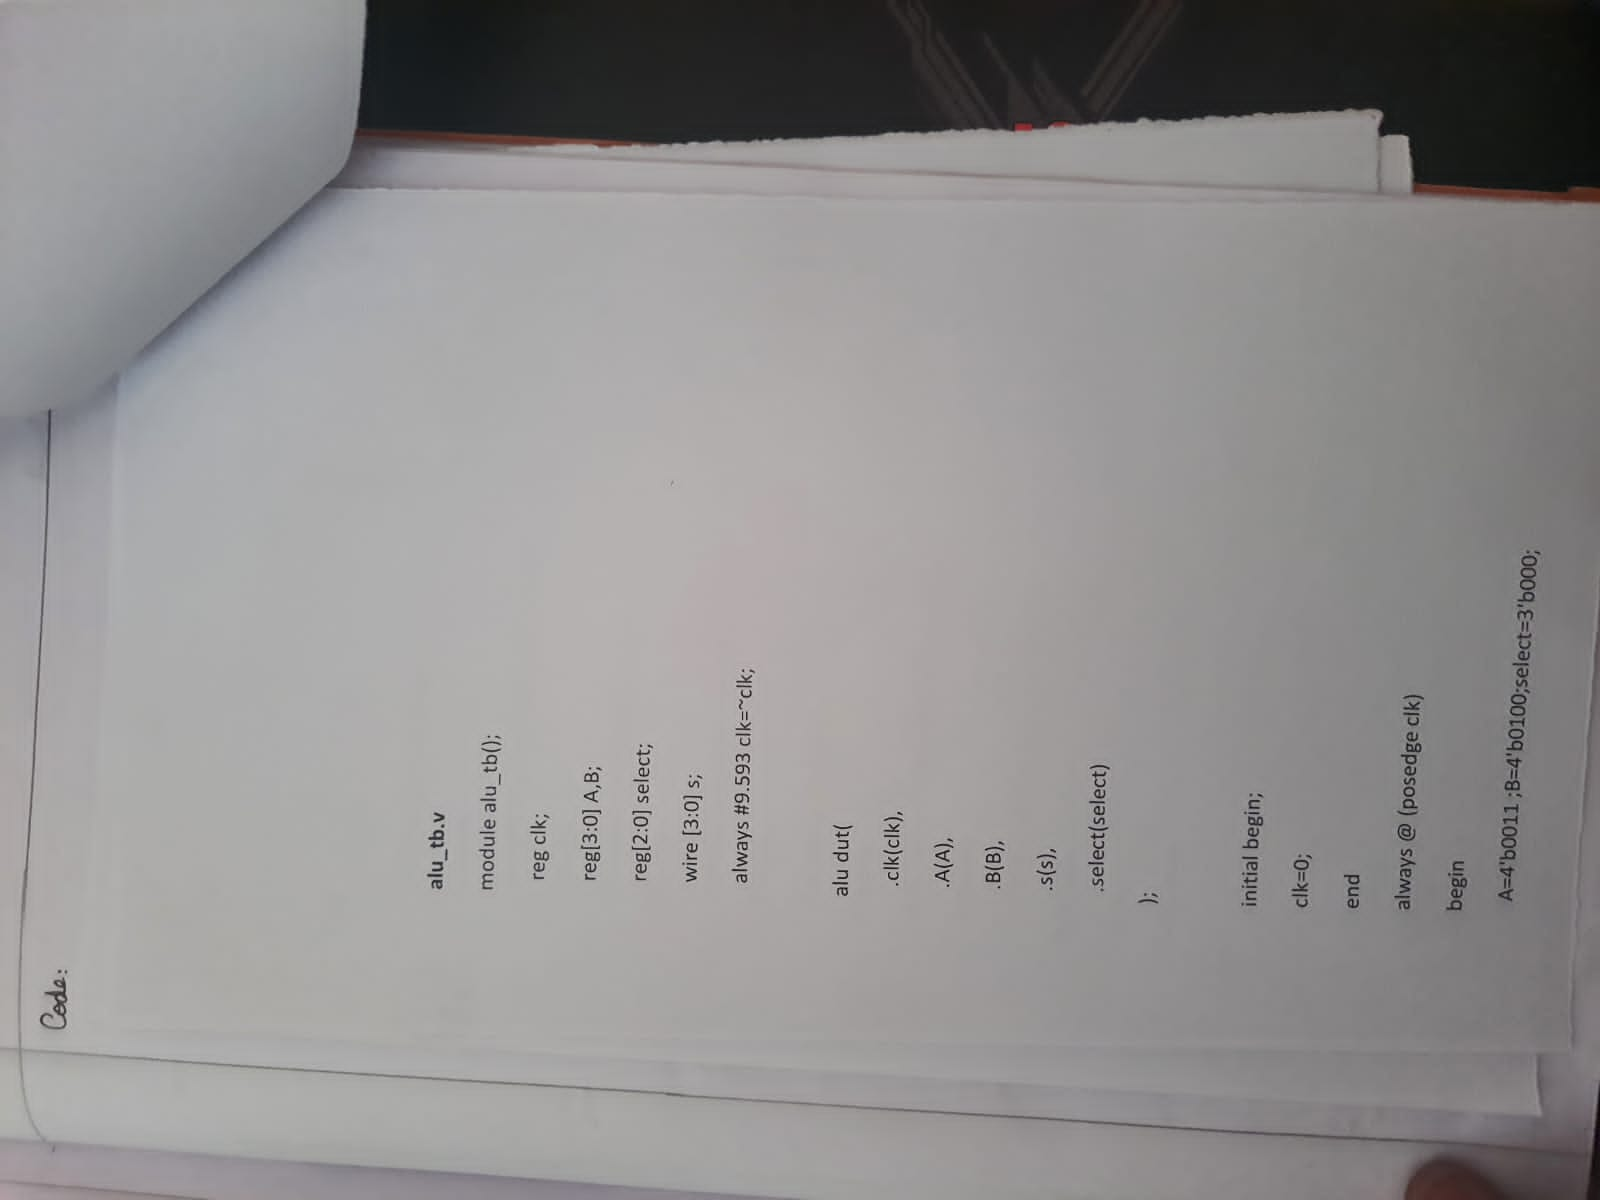 Code:
alu_tb.v
module alu_tb();
reg clk;
reg[3:0] A,B;
reg[2:0] select;
wire [3:0] s;
always #9.593 clk=~clk;
alu dut(
.clk(clk),
.A(A),
.B(B),
.s(s),
.select(select)
);
initial begin;
clk=0;
end
always @ (posedge clk)
begin
A=4'b0011 ;B=4'b0100;select=3'b000;